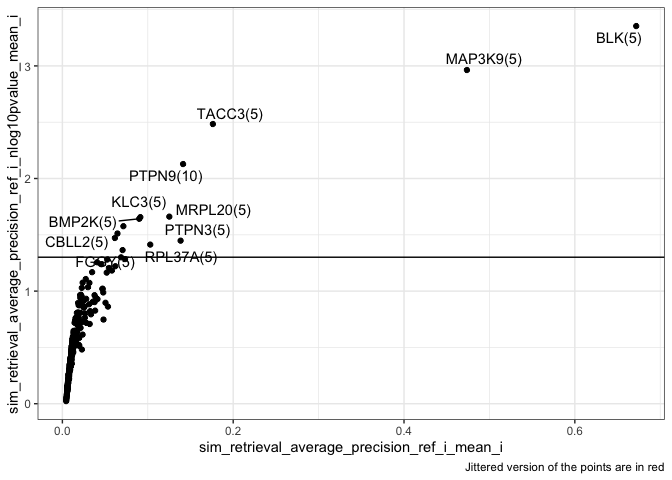 sim_retrieval_average_precision_ref_i_nlog10pvalue_mean_i
3
2
1
0
BLK(5)
MAP3K9(5)
TACC3(5)
PTPN9(10)
KLC3(5)
MRPL20(5)
BMP2K(5)
PTPN3(5)
CBLL2(5)
RPL37A(5)
0.0
0.2
0.4
0.6
sim_retrieval_average_precision_ref_i_mean_i
Jittered version of the points are in red